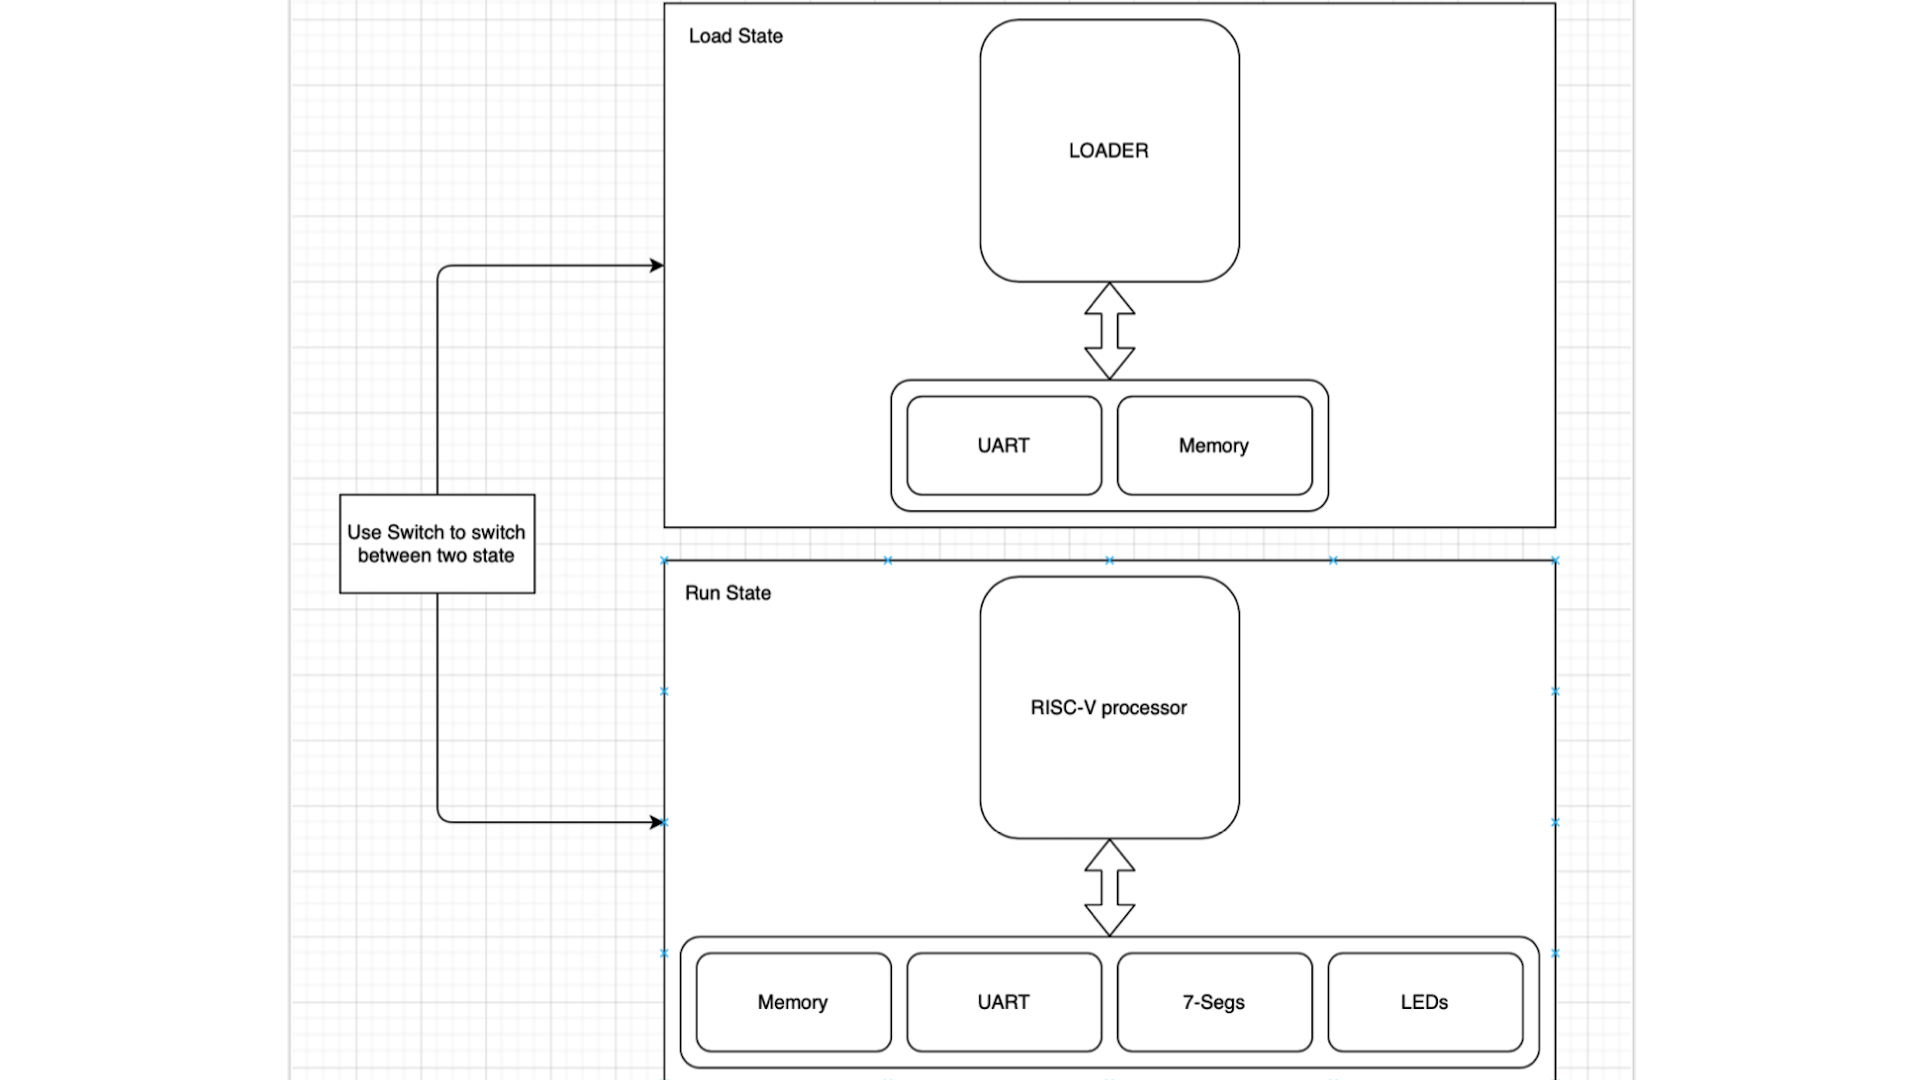 Load State
LOADER
UART
Memory
Use Switch to switch
between two state
Run State
RISC-V processor
Memory
UART
7-Segs
LEDs